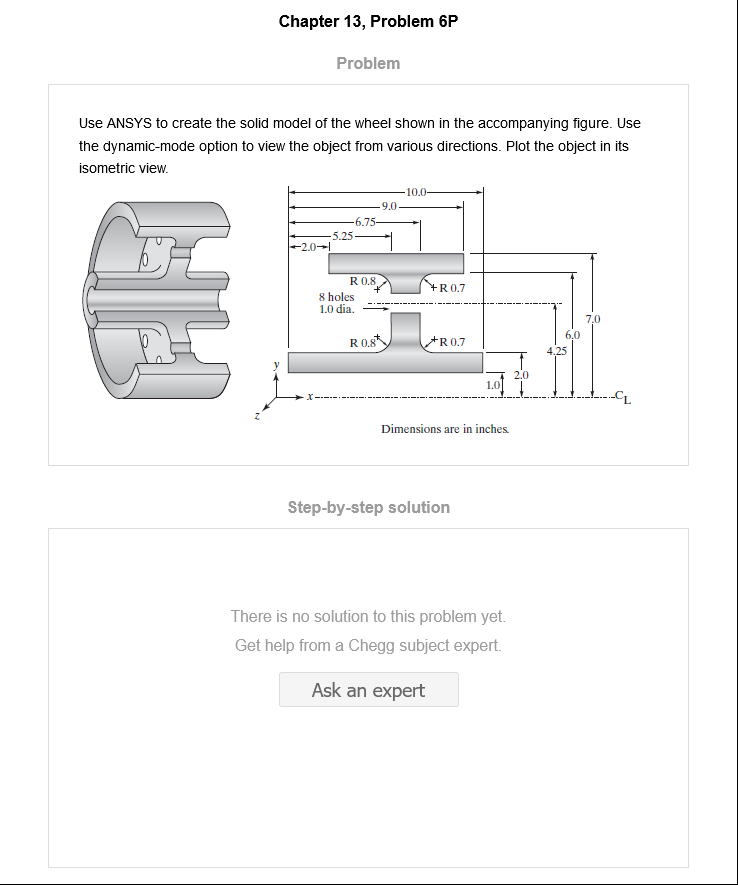 Chapter 13, Problem 6P
Problem
Use ANSYS to create the solid model of the wheel shown in the accompanying figure. Use
the dynamic-mode option to view the object from various directions. Plot the object in its
isometric view.
10.0
9.0
6.75
5.25
2.0
R 0.8
R 0.7
8 holes
1.0 dia.
7.0
6.0
R 0.8
R 0.7
4.25
y
2.0
1.0
x
CL
z
Dimensions are in inches.
Step-by-step solution
There is no solution to this problem yet.
Get help from a Chegg subject expert.
Ask an expert